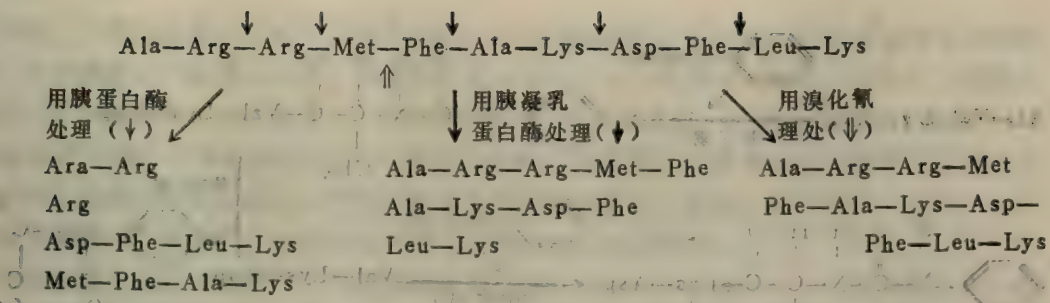 Ala—Arg—Arg—Met—Phe—Ala—Lys—Asp—Phe—Leu—Lys
用胰蛋白酶
处理（↓）
用胰凝乳
蛋白酶处理(↓)
用溴化氰
理处(⇓)
Ara—Arg
Arg
Asp—Phe—Leu—Lys
Met—Phe—Ala—Lys
Ala—Arg—Arg—Met—Phe
Ala—Lys—Asp—Phe
Leu—Lys
Ala—Arg—Arg—Met
Phe—Ala—Lys—Asp—
Phe—Leu—Lys